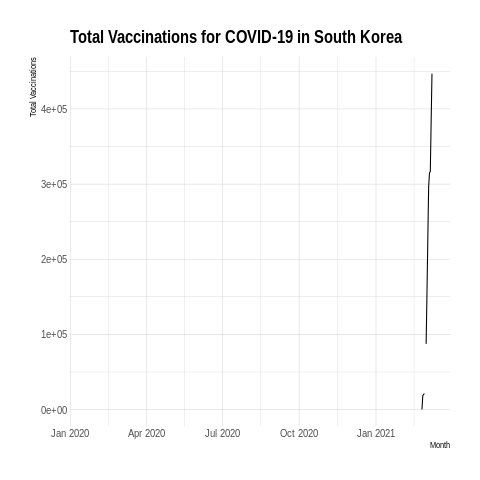 Total Vaccinations for COVID-19 in South Korea
Total Vaccinations
4e+05
3e+05
2e+05
1e+05
0e+00
Jan 2020 Apr 2020 Jul 2020 Oct 2020 Jan 2021
Month